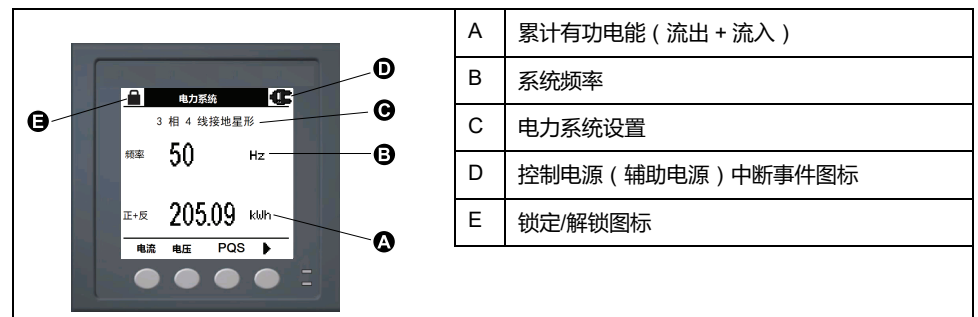 电力系统
3 相 4 线接地星形
频率 50 Hz
正+反 205.09 kWh
电流 电压 PQS
E
D
C
B
A
A 累计有功电能（流出 + 流入）
B 系统频率
C 电力系统设置
D 控制电源（辅助电源）中断事件图标
E 锁定/解锁图标